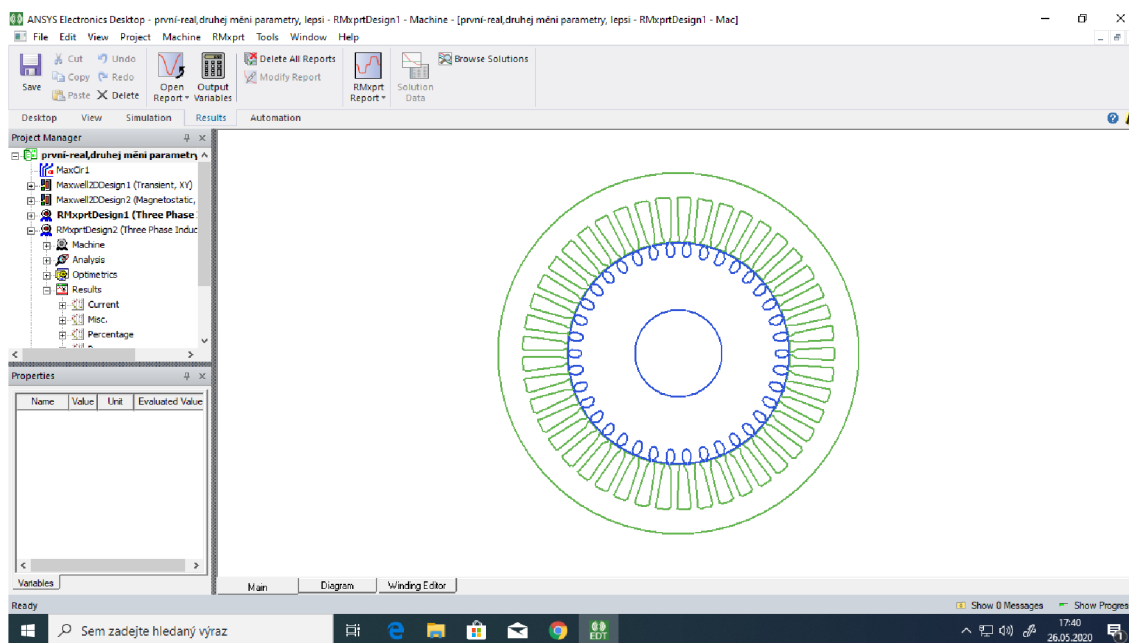 ANSYS Electronics Desktop - první-real,druhej měni parametry, lepsi - RMxprtDesign1 - Machine - [první-real,druhej měni parametry, lepsi - RMxprtDesign1 - Mac]
File Edit View Project Machine RMxprt Tools Window Help
Save
Cut Undo
Copy Redo
Paste Delete
Open Report
Output Variables
Delete All Reports
Modify Report
RMxprt Report
Solution Data
Browse Solutions
Desktop View Simulation Results Automation
Project Manager
první-real,druhej měni parametry
MaxCir1
Maxwell2DDesign1 (Transient, XY)
Maxwell2DDesign2 (Magnetostatic,
RMxprtDesign1 (Three Phase
RMxprtDesign2 (Three Phase Induc
Machine
Analysis
Optimetrics
Results
Current
Misc.
Percentage
Properties
Name Value Unit Evaluated Value
Variables
Main Diagram Winding Editor
Ready
Show 0 Messages Show Progres
Sem zadejte hledaný výraz
EDT
17:40
26.05.2020
1